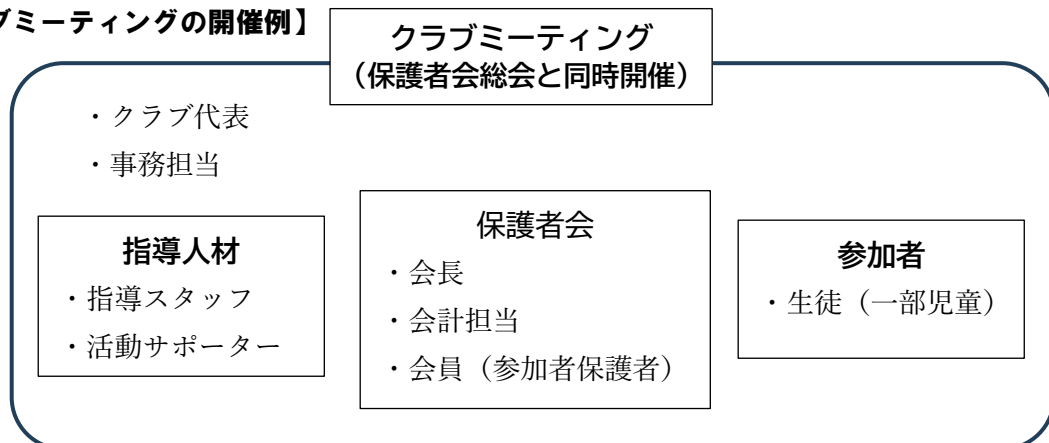 ブミーティングの開催例】
クラブミーティング
（保護者会総会と同時開催）
・クラブ代表
・事務担当
指導人材
・指導スタッフ
・活動サポーター
保護者会
・会長
・会計担当
・会員（参加者保護者）
参加者
・生徒（一部児童）